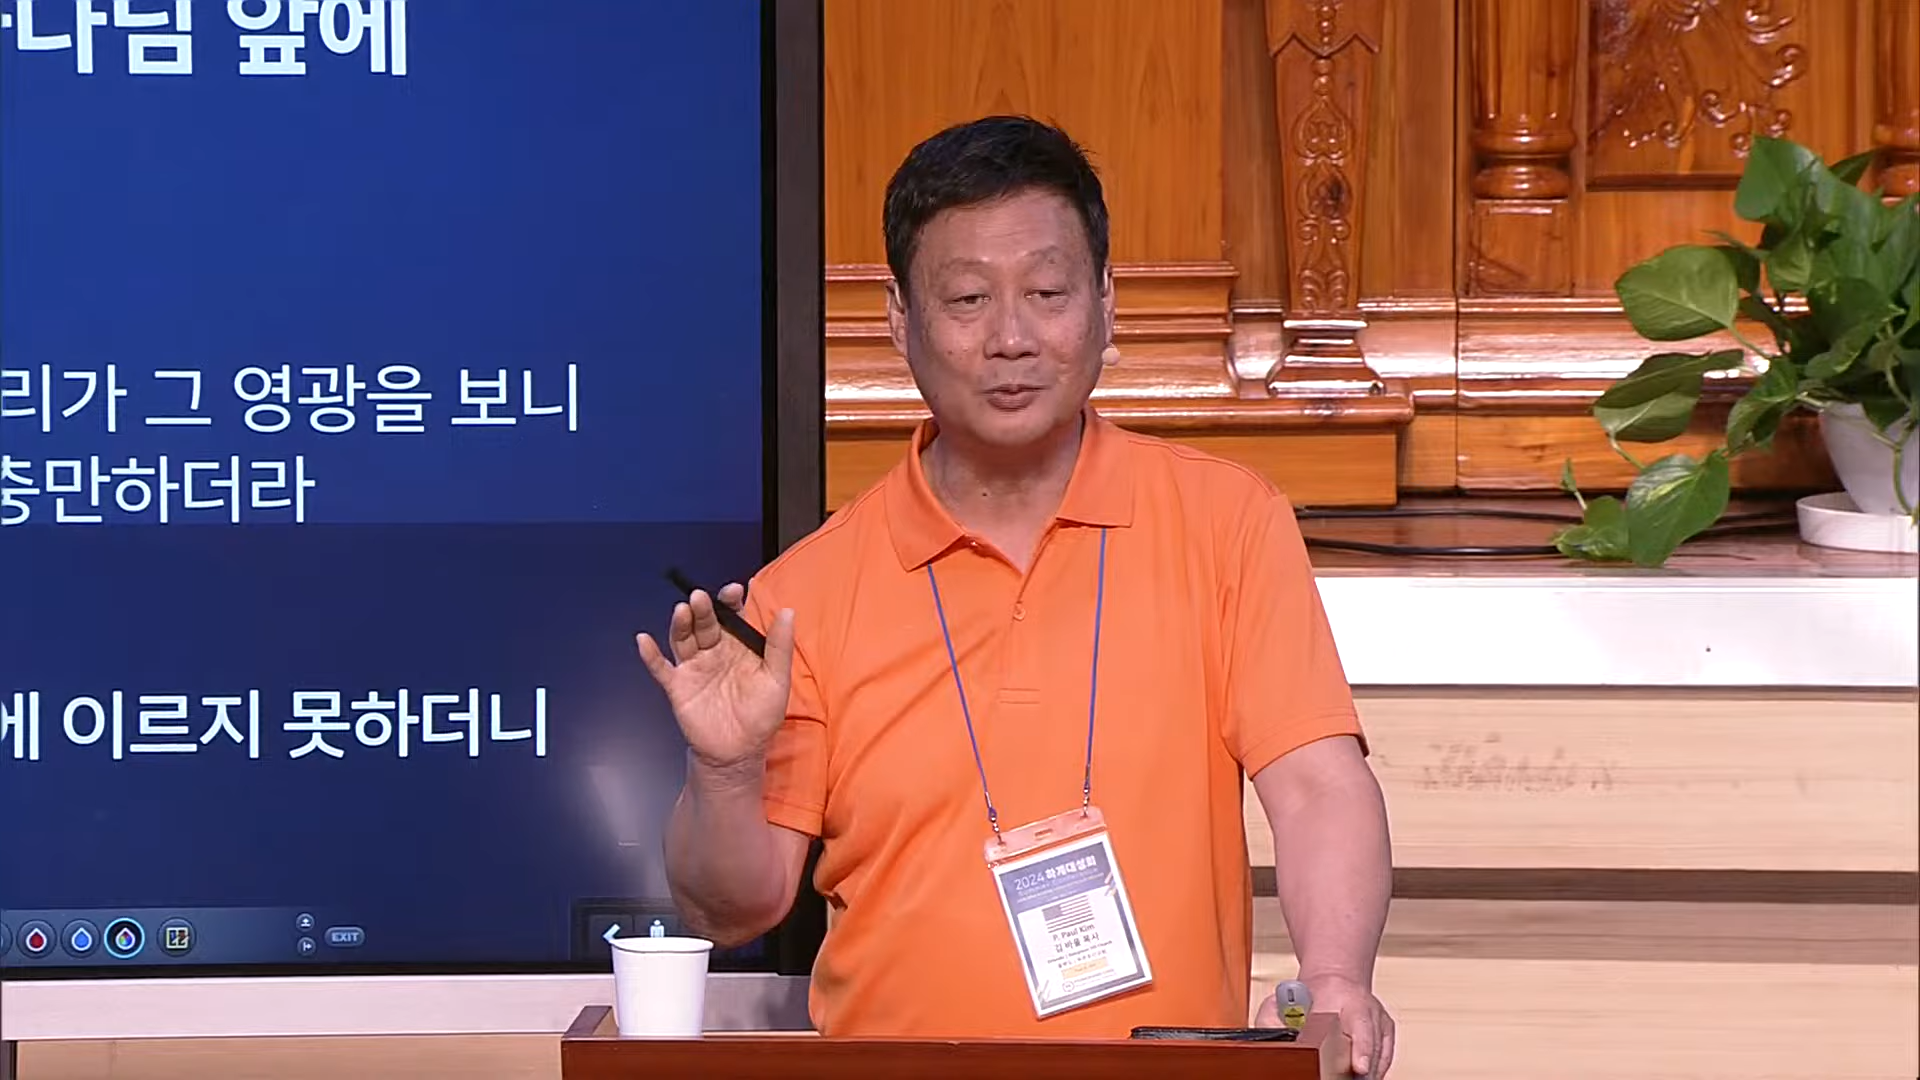 나님 앞에
리가 그 영광을 보니
충만하더라
에 이르지 못하더니
EXIT
2024 하계대성회
Summer Conference
P. Paul Kim
김 바울 목사